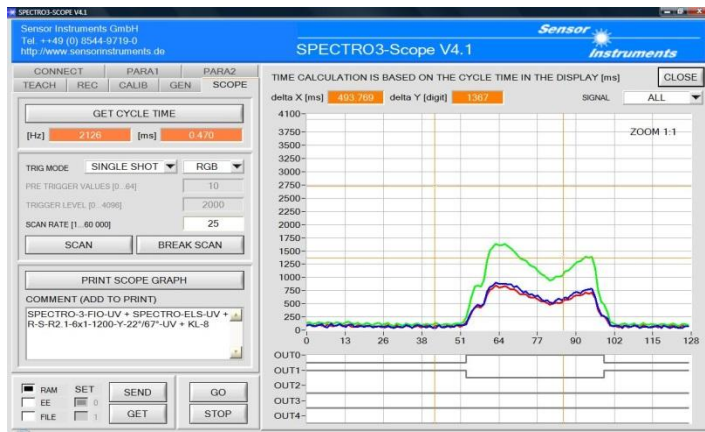 SPECTRO3-SCOPE V4.1
Sensor Instruments GmbH
Tel. ++49 (0) 8544-9719-0
http://www.sensorinstruments.de
SPECTRO3-Scope V4.1
Sensor
Instruments
CONNECT PARA1 PARA2
TEACH REC CALIB GEN SCOPE
GET CYCLE TIME
[Hz] 2126 [ms] 0.470
TRIG MODE SINGLE SHOT RGB
PRE TRIGGER VALUES [0..64] 10
TRIGGER LEVEL [0..4096] 2000
SCAN RATE [1...60 000] 25
SCAN BREAK SCAN
PRINT SCOPE GRAPH
COMMENT (ADD TO PRINT)
SPECTRO-3-FIO-UV + SPECTRO-ELS-UV +
R-S-R2.1-6x1-1200-Y-22°/67°-UV + KL-8
RAM SET SEND GO
EE 0
FILE 1 GET STOP
TIME CALCULATION IS BASED ON THE CYCLE TIME IN THE DISPLAY [ms] CLOSE
delta X [ms] 493.769 delta Y [digit] 1367 SIGNAL ALL
ZOOM 1:1
4100
3750
3500
3250
3000
2750
2500
2250
2000
1750
1500
1250
1000
750
500
250
0
0 13 26 38 51 64 77 90 102 115 128
OUT0
OUT1
OUT2
OUT3
OUT4